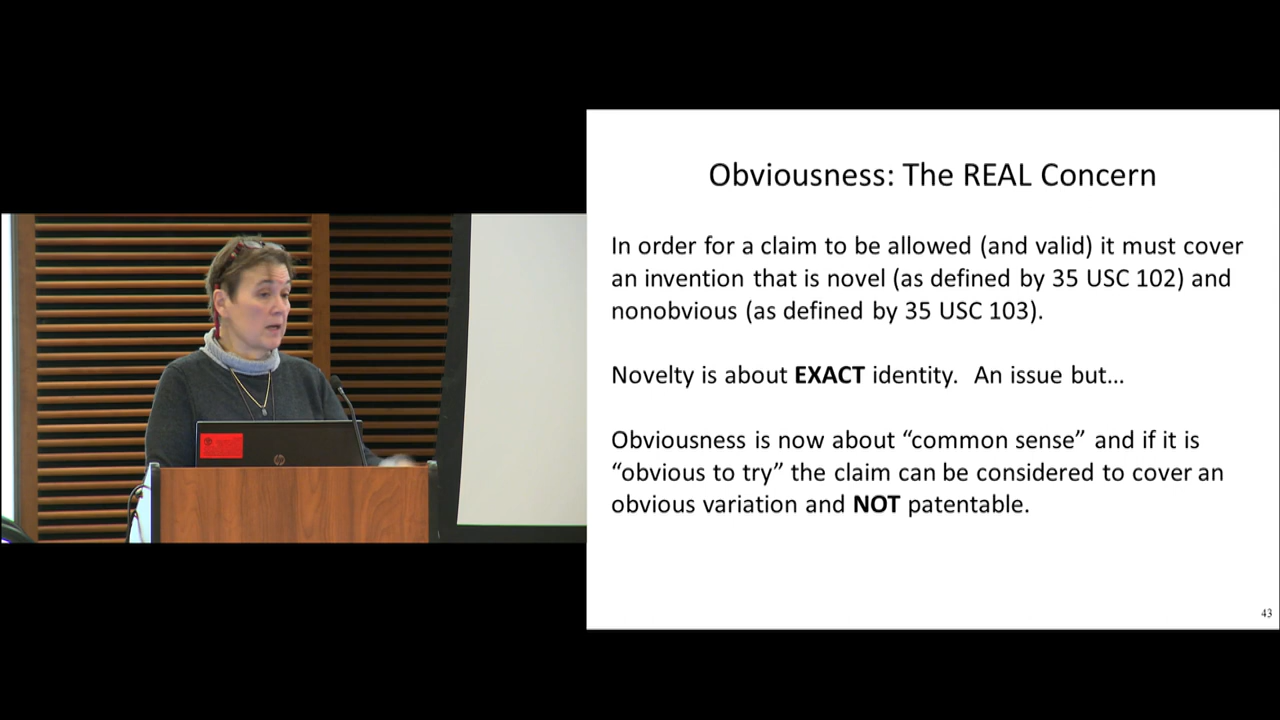 Obviousness: The REAL Concern
In order for a claim to be allowed (and valid) it must cover
an invention that is novel (as defined by 35 USC 102) and
nonobvious (as defined by 35 USC 103).
Novelty is about EXACT identity.  An issue but...
Obviousness is now about “common sense” and if it is
“obvious to try” the claim can be considered to cover an
obvious variation and NOT patentable.
43
hp